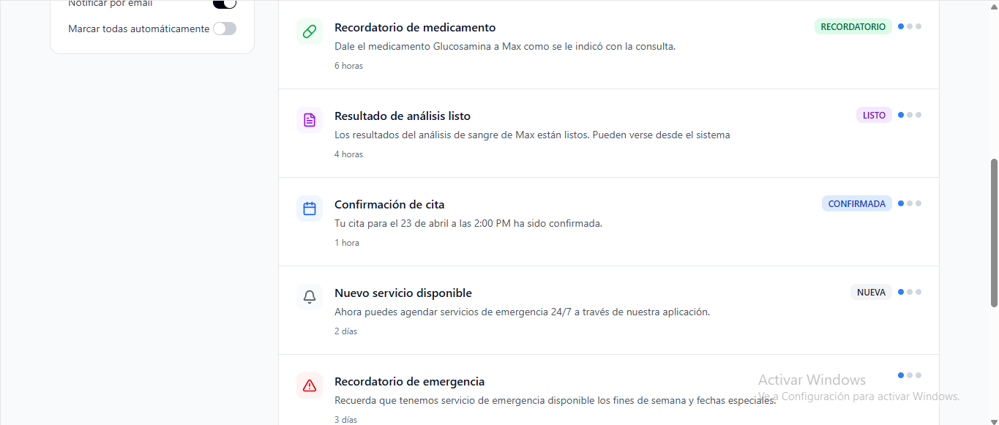 Notificar por email
Marcar todas automáticamente
Recordatorio de medicamento
RECORDATORIO
Dale el medicamento Glucosamina a Max como se le indicó con la consulta.
6 horas
Resultado de análisis listo
LISTO
Los resultados del análisis de sangre de Max están listos. Pueden verse desde el sistema
4 horas
Confirmación de cita
CONFIRMADA
Tu cita para el 23 de abril a las 2:00 PM ha sido confirmada.
1 hora
Nuevo servicio disponible
NUEVA
Ahora puedes agendar servicios de emergencia 24/7 a través de nuestra aplicación.
2 días
Recordatorio de emergencia
Recuerda que tenemos servicio de emergencia disponible los fines de semana y fechas especiales.
3 días
Activar Windows
Ve a Configuración para activar Windows.